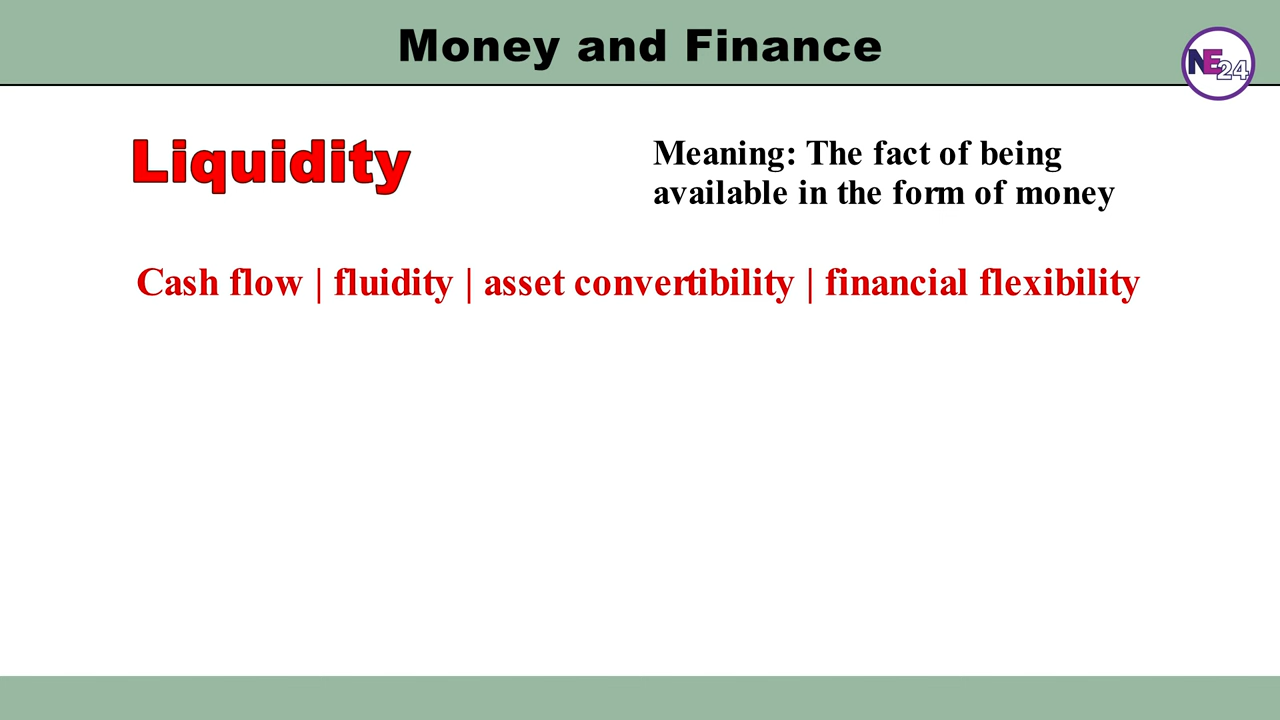 Money and Finance
NE24
Liquidity
Meaning: The fact of being
available in the form of money
Cash flow | fluidity | asset convertibility | financial flexibility